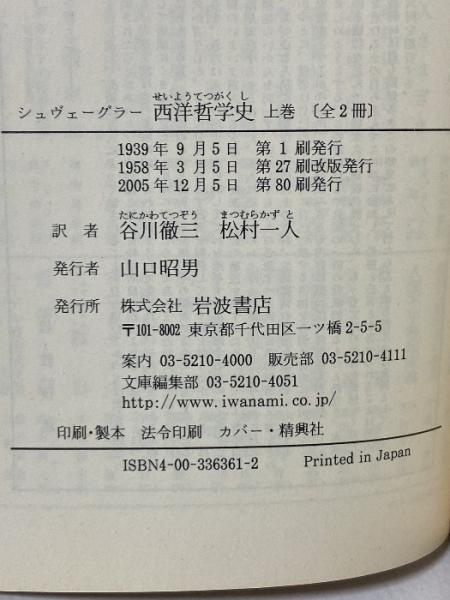 せいようてつがくし
シュヴェーグラー 西洋哲学史 上巻 〔全2冊〕
1939年9月5日 第1刷発行
1958年3月5日 第27刷改版発行
2005年12月5日 第80刷発行
たにかわてつぞう まつむらかずと
訳者 谷川徹三 松村一人
発行者 山口昭男
発行所 株式会社 岩波書店
〒101-8002 東京都千代田区一ツ橋2-5-5
案内 03-5210-4000 販売部 03-5210-4111
文庫編集部 03-5210-4051
http://www.iwanami.co.jp/
印刷・製本 法令印刷 カバー・精興社
ISBN4-00-336361-2 Printed in Japan